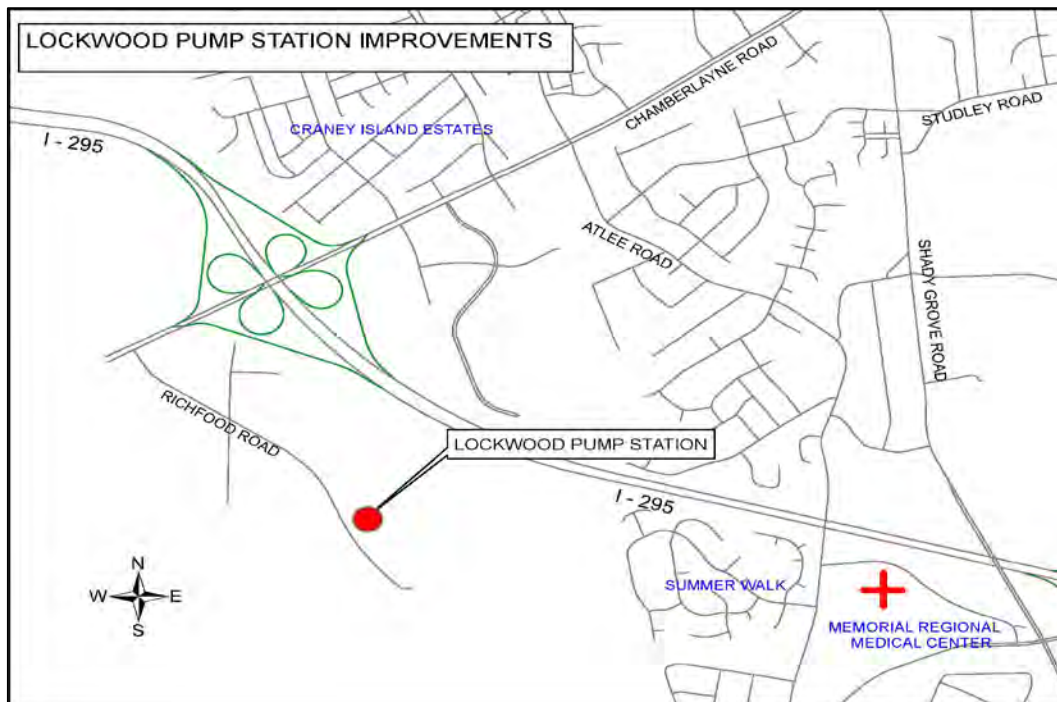 LOCKWOOD PUMP STATION IMPROVEMENTS
I - 295
CRANEY ISLAND ESTATES
CHAMBERLAYNE ROAD
STUDLEY ROAD
ATLEE ROAD
SHADY GROVE ROAD
RICHFOOD ROAD
LOCKWOOD PUMP STATION
I - 295
SUMMER WALK
MEMORIAL REGIONAL
MEDICAL CENTER
N
W
E
S